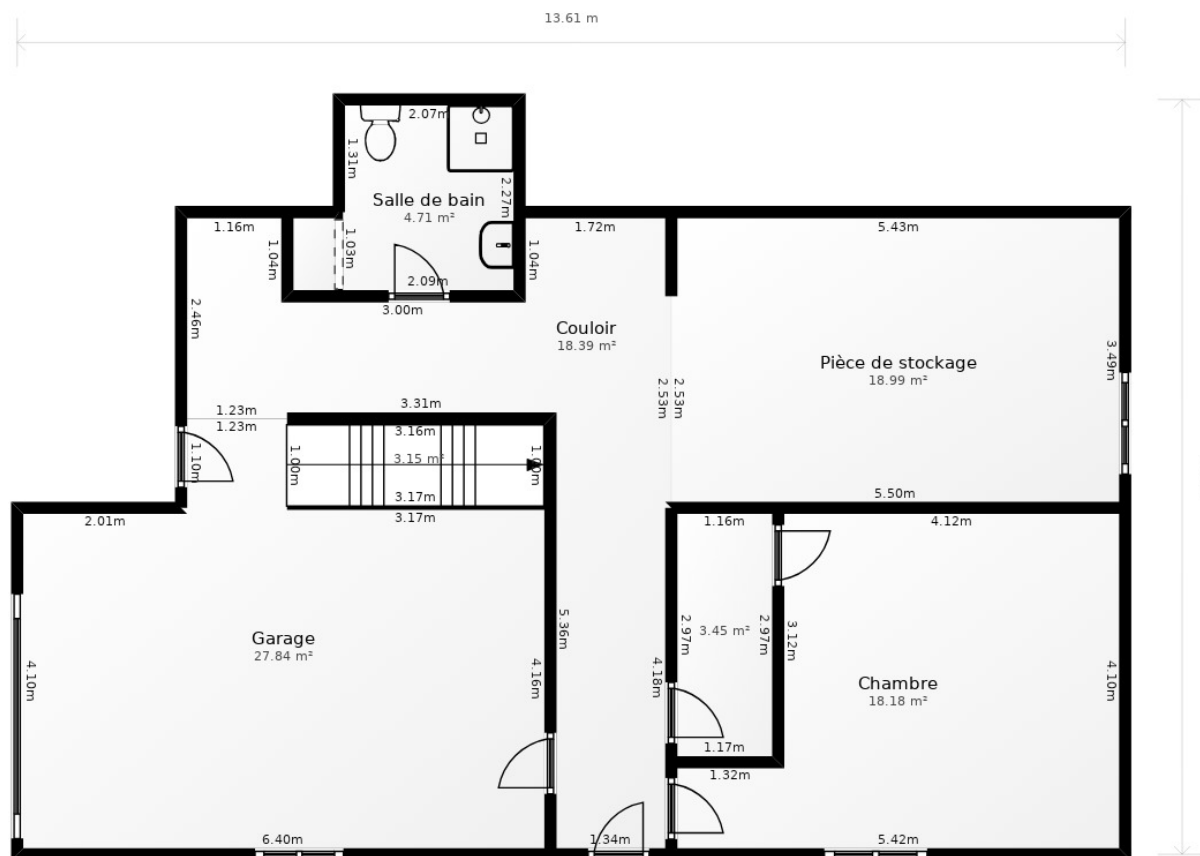 13.61 m
2.07m
1.31m
2.27m
Salle de bain
4.71 m²
1.16m
1.04m
1.03m
1.04m
1.72m
5.43m
2.09m
3.00m
2.46m
Couloir
18.39 m²
Pièce de stockage
18.99 m²
3.49m
2.53m
2.53m
1.23m
1.23m
3.31m
3.16m
1.10m
1.00m
3.15 m²
1.00m
3.17m
3.17m
5.50m
2.01m
1.16m
4.12m
Garage
27.84 m²
4.10m
4.16m
5.36m
4.18m
2.97m
3.45 m²
2.97m
3.12m
Chambre
18.18 m²
4.10m
1.17m
1.32m
6.40m
1.34m
5.42m